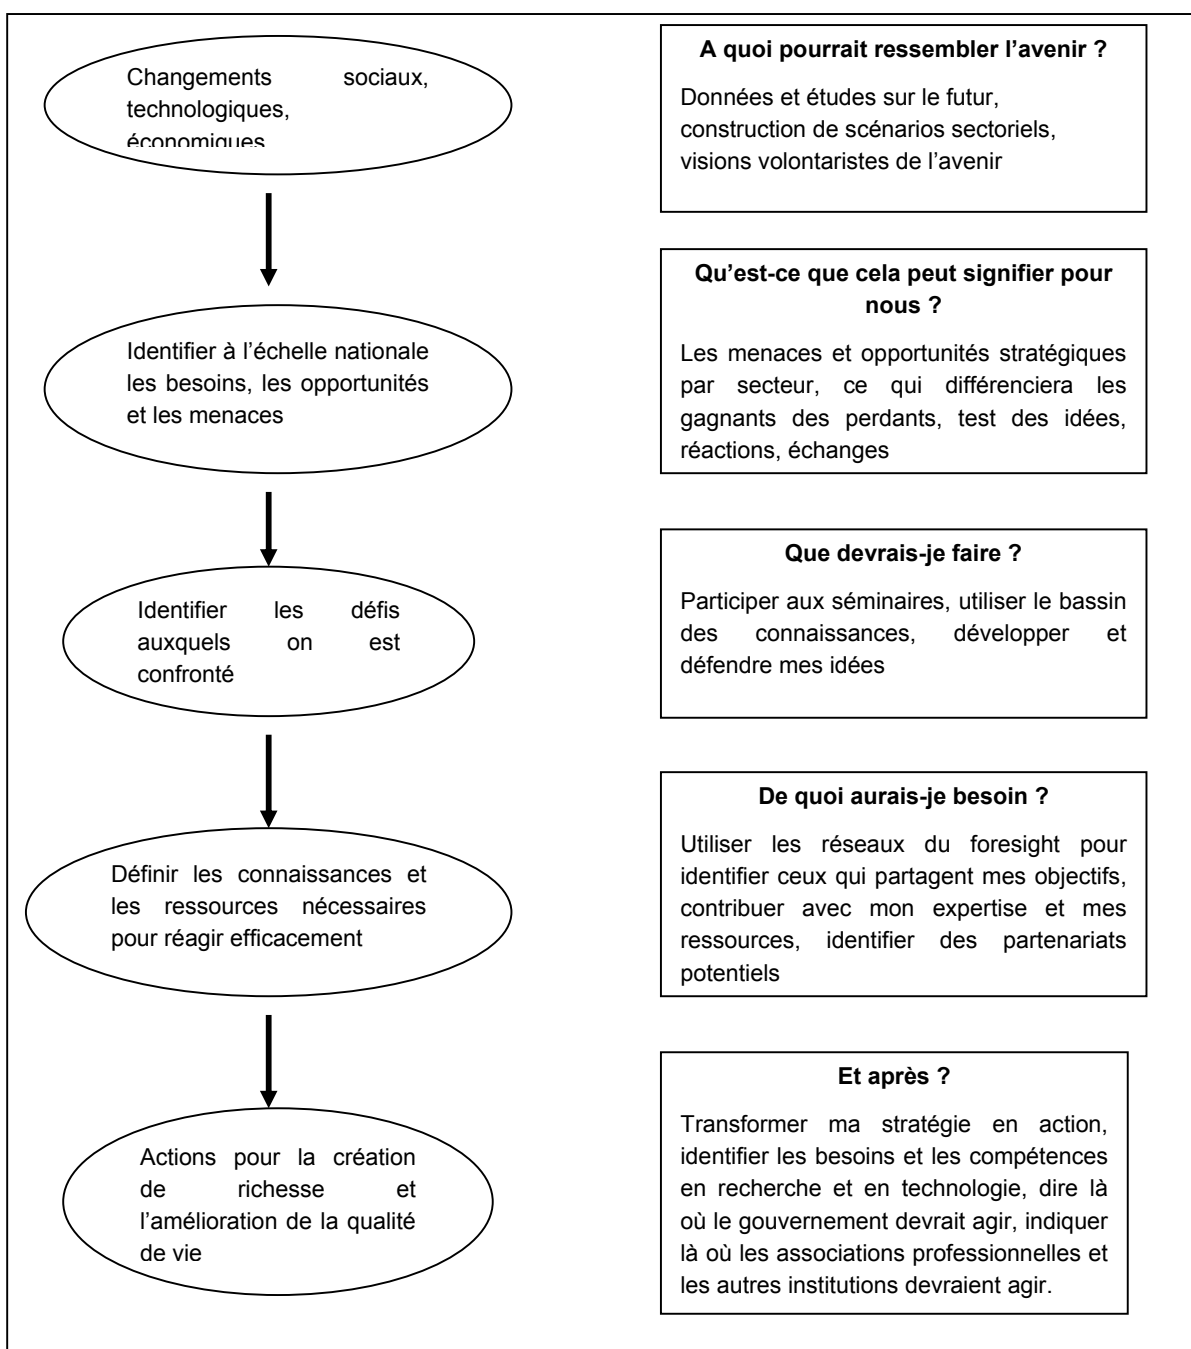 Changements sociaux,
technologiques,
économiques
A quoi pourrait ressembler l’avenir ?
Données et études sur le futur,
construction de scénarios sectoriels,
visions volontaristes de l’avenir
Identifier à l’échelle nationale
les besoins, les opportunités
et les menaces
Qu’est-ce que cela peut signifier pour
nous ?
Les menaces et opportunités stratégiques
par secteur, ce qui différenciera les
gagnants des perdants, test des idées,
réactions, échanges
Identifier les défis
auxquels on est
confronté
Que devrais-je faire ?
Participer aux séminaires, utiliser le bassin
des connaissances, développer et
défendre mes idées
Définir les connaissances et
les ressources nécessaires
pour réagir efficacement
De quoi aurais-je besoin ?
Utiliser les réseaux du foresight pour
identifier ceux qui partagent mes objectifs,
contribuer avec mon expertise et mes
ressources, identifier des partenariats
potentiels
Actions pour la création
de richesse et
l’amélioration de la qualité
de vie
Et après ?
Transformer ma stratégie en action,
identifier les besoins et les compétences
en recherche et en technologie, dire là
où le gouvernement devrait agir, indiquer
là où les associations professionnelles et
les autres institutions devraient agir.